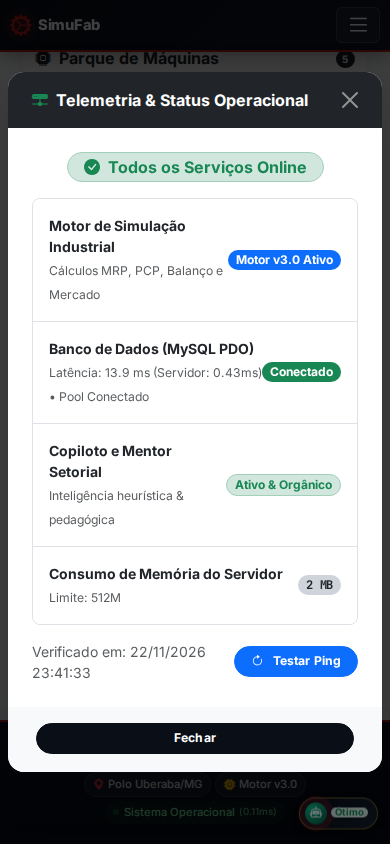 SimuFab
Parque de Máquinas
5
Telemetria & Status Operacional
Todos os Serviços Online
Motor de Simulação
Industrial
Cálculos MRP, PCP, Balanço e
Mercado
Motor v3.0 Ativo
Banco de Dados (MySQL PDO)
Latência: 13.9 ms (Servidor: 0.43ms)
• Pool Conectado
Conectado
Copiloto e Mentor
Setorial
Inteligência heurística &
pedagógica
Ativo & Orgânico
Consumo de Memória do Servidor
Limite: 512M
2 MB
Verificado em: 22/11/2026
23:41:33
Testar Ping
Fechar
Polo Uberaba/MG
Motor v3.0
Sistema Operacional (0.11ms)
Ótimo